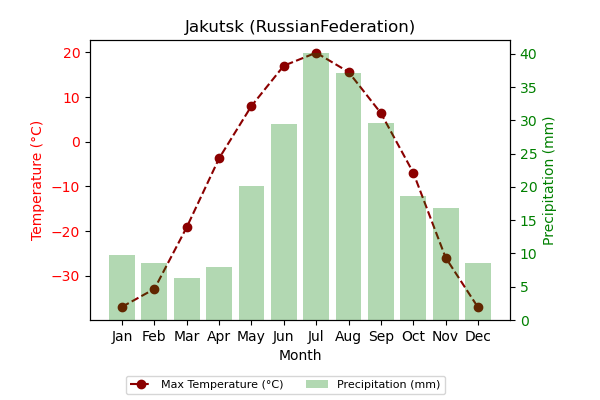 Jakutsk (RussianFederation)
20
10
0
−10
−20
−30
Temperature (°C)
40
35
30
25
20
15
10
5
0
Precipitation (mm)
Jan Feb Mar Apr May Jun Jul Aug Sep Oct Nov Dec
Month
Max Temperature (°C) Precipitation (mm)